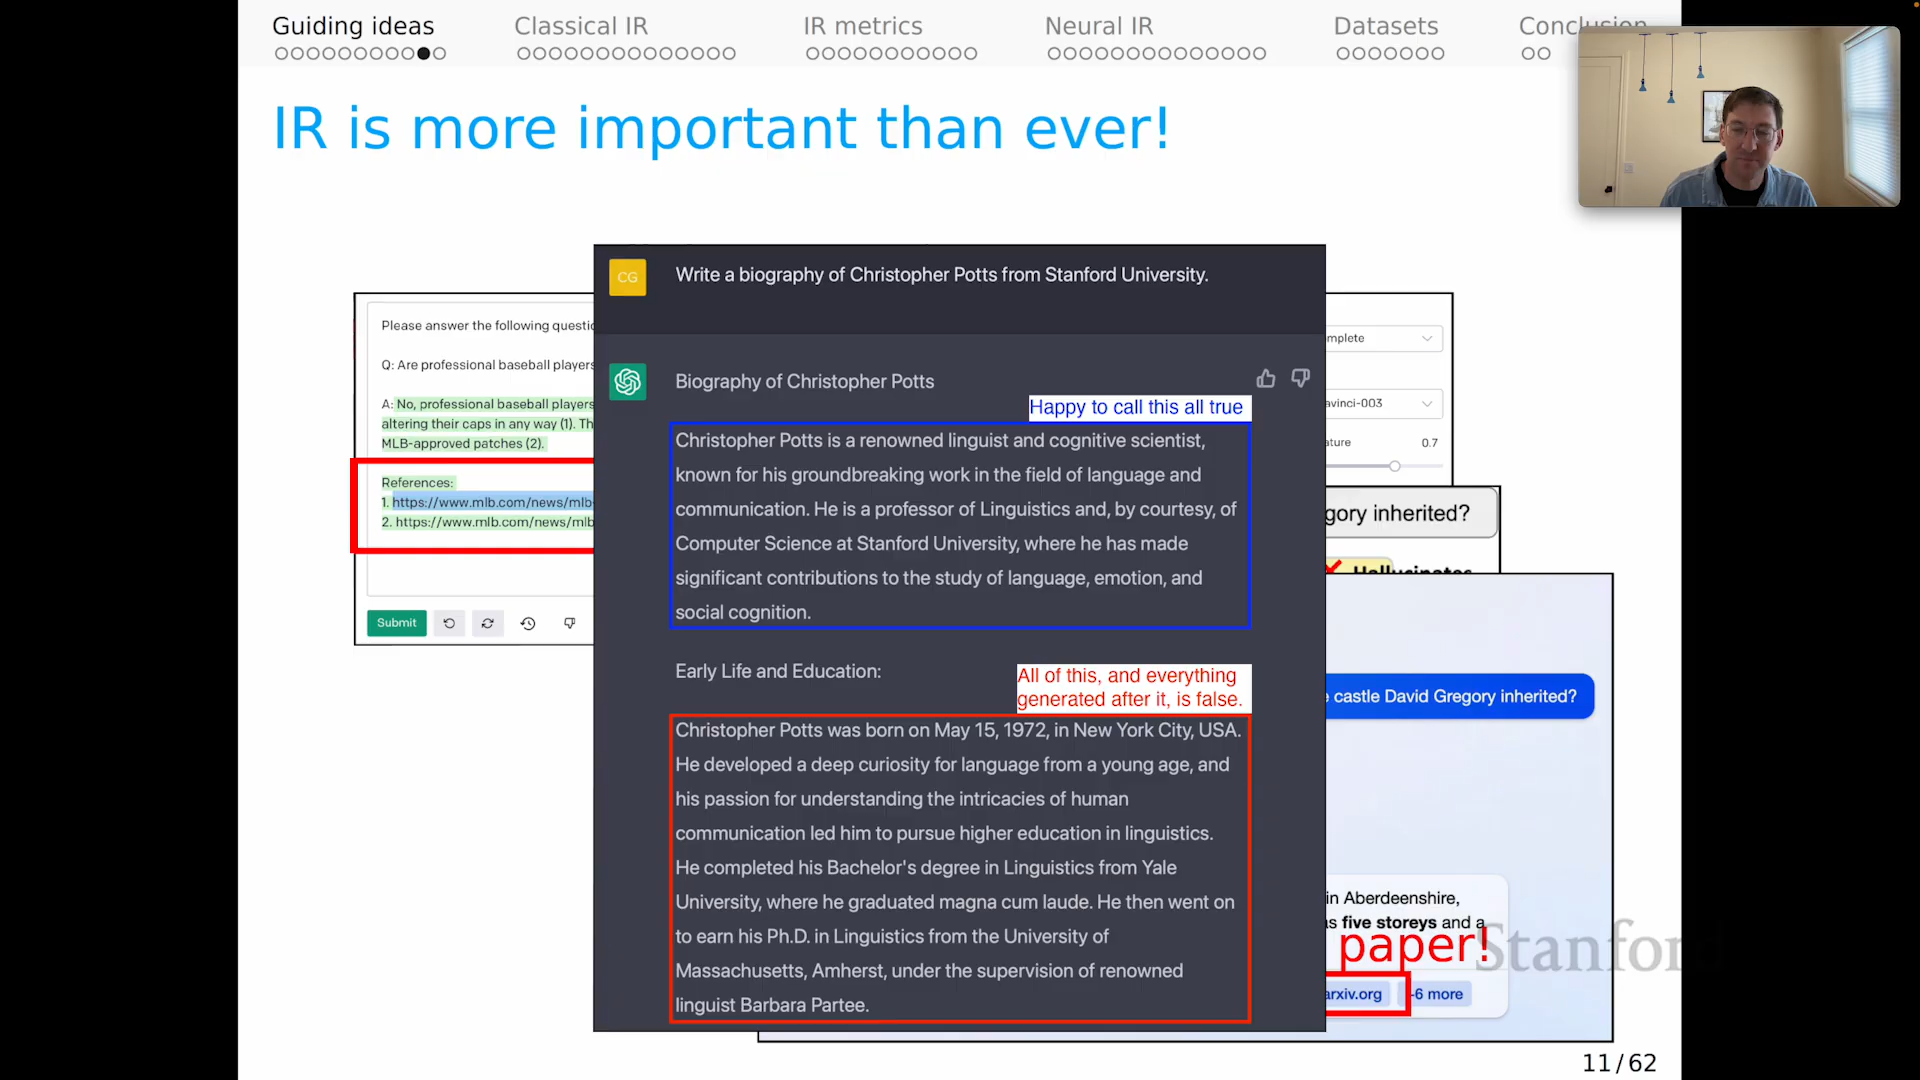 Guiding ideas
Classical IR
IR metrics
Neural IR
Datasets
Conclusion
IR is more important than ever!
CG
Write a biography of Christopher Potts from Stanford University.
Please answer the following questi
Q: Are professional baseball players
A: No, professional baseball players
altering their caps in any way (1). Th
MLB-approved patches (2).
References:
1. https://www.mlb.com/news/mlb-
2. https://www.mlb.com/news/mlb
Submit
Biography of Christopher Potts
Happy to call this all true
Christopher Potts is a renowned linguist and cognitive scientist,
known for his groundbreaking work in the field of language and
communication. He is a professor of Linguistics and, by courtesy, of
Computer Science at Stanford University, where he has made
significant contributions to the study of language, emotion, and
social cognition.
Early Life and Education:
All of this, and everything
generated after it, is false.
Christopher Potts was born on May 15, 1972, in New York City, USA.
He developed a deep curiosity for language from a young age, and
his passion for understanding the intricacies of human
communication led him to pursue higher education in linguistics.
He completed his Bachelor's degree in Linguistics from Yale
University, where he graduated magna cum laude. He then went on
to earn his Ph.D. in Linguistics from the University of
Massachusetts, Amherst, under the supervision of renowned
linguist Barbara Partee.
mplete
avinci-003
ature 0.7
gory inherited?
castle David Gregory inherited?
in Aberdeenshire,
s five storeys and a
paper!
Stanford
arxiv.org
6 more
11/62